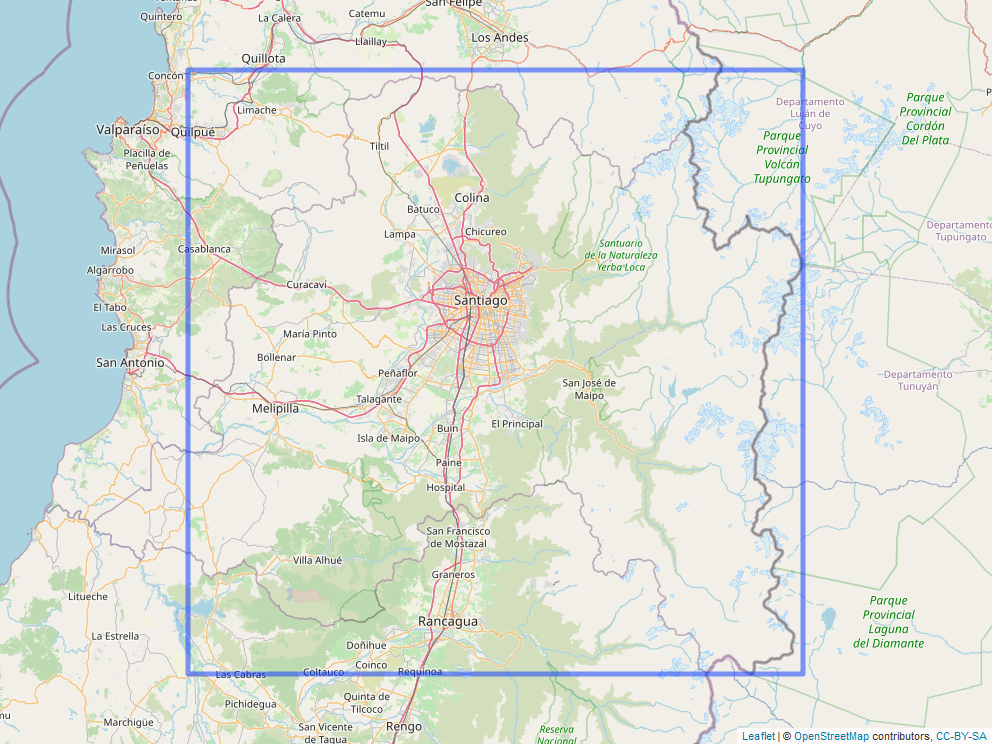 San Felipe
Catemu
Quintero
La Calera
Llaillay
Los Andes
Quillota
Concón
Limache
Valparaíso
Quilpué
Placilla de
Peñuelas
Tiltil
Departamento
Luján de
Cuyo
Parque
Provincial
Cordón
Del Plata
Parque
Provincial
Volcán
Tupungato
Colina
Batuco
Lampa
Chicureo
Mirasol
Casablanca
Santuario
de la Naturaleza
Yerba Loca
Departamento
Tupungato
Algarrobo
Curacaví
El Tabo
Santiago
Las Cruces
María Pinto
San Antonio
Bollenar
Peñaflor
Departamento
Tunuyán
San José de
Maipo
Talagante
Melipilla
El Principal
Buin
Isla de Maipo
Paine
Hospital
San Francisco
de Mostazal
Villa Alhué
Graneros
Litueche
Rancagua
La Estrella
Parque
Provincial
Laguna
del Diamante
Doñihue
Coinco
Las Cabras
Coltauco
Requinoa
Pichidegua
Quinta de
Tilcoco
Marchigue
San Vicente
de Tagua
Rengo
Reserva
Nacional
Leaflet | © OpenStreetMap contributors, CC-BY-SA